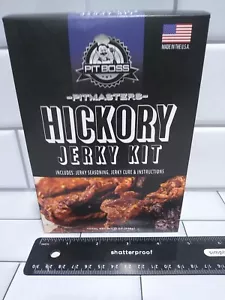 MADE IN THE U.S.A.
PIT BOSS
PITMASTERS
HICKORY
JERKY KIT
INCLUDES: JERKY SEASONING, JERKY CURE & INSTRUCTIONS
shatterproof